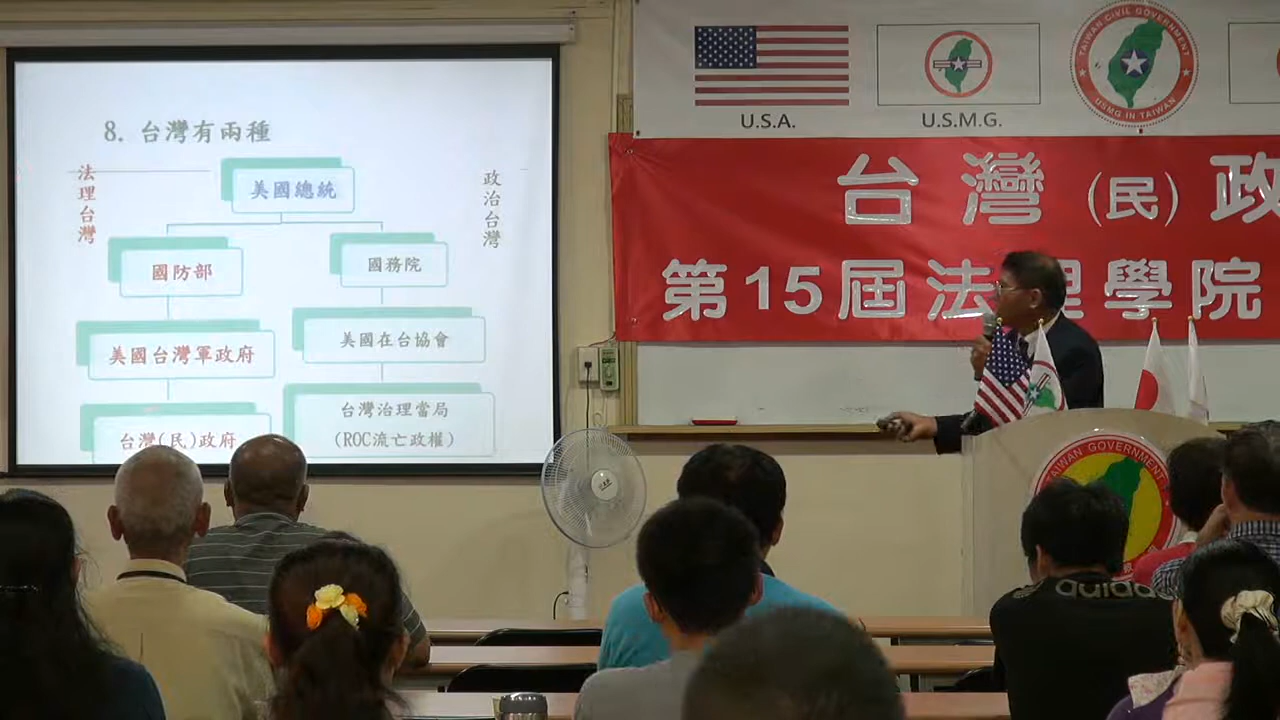 8. 台灣有兩種
法理台灣
政治台灣
美國總統
國防部
國務院
美國台灣軍政府
美國在台協會
台灣(民)政府
台灣治理當局
(ROC流亡政權)
U.S.A.
U.S.M.G.
TAIWAN CIVIL GOVERNMENT
USMG IN TAIWAN
台灣(民)政
第15屆法理學院
TAIWAN GOVERNMENT
adidas